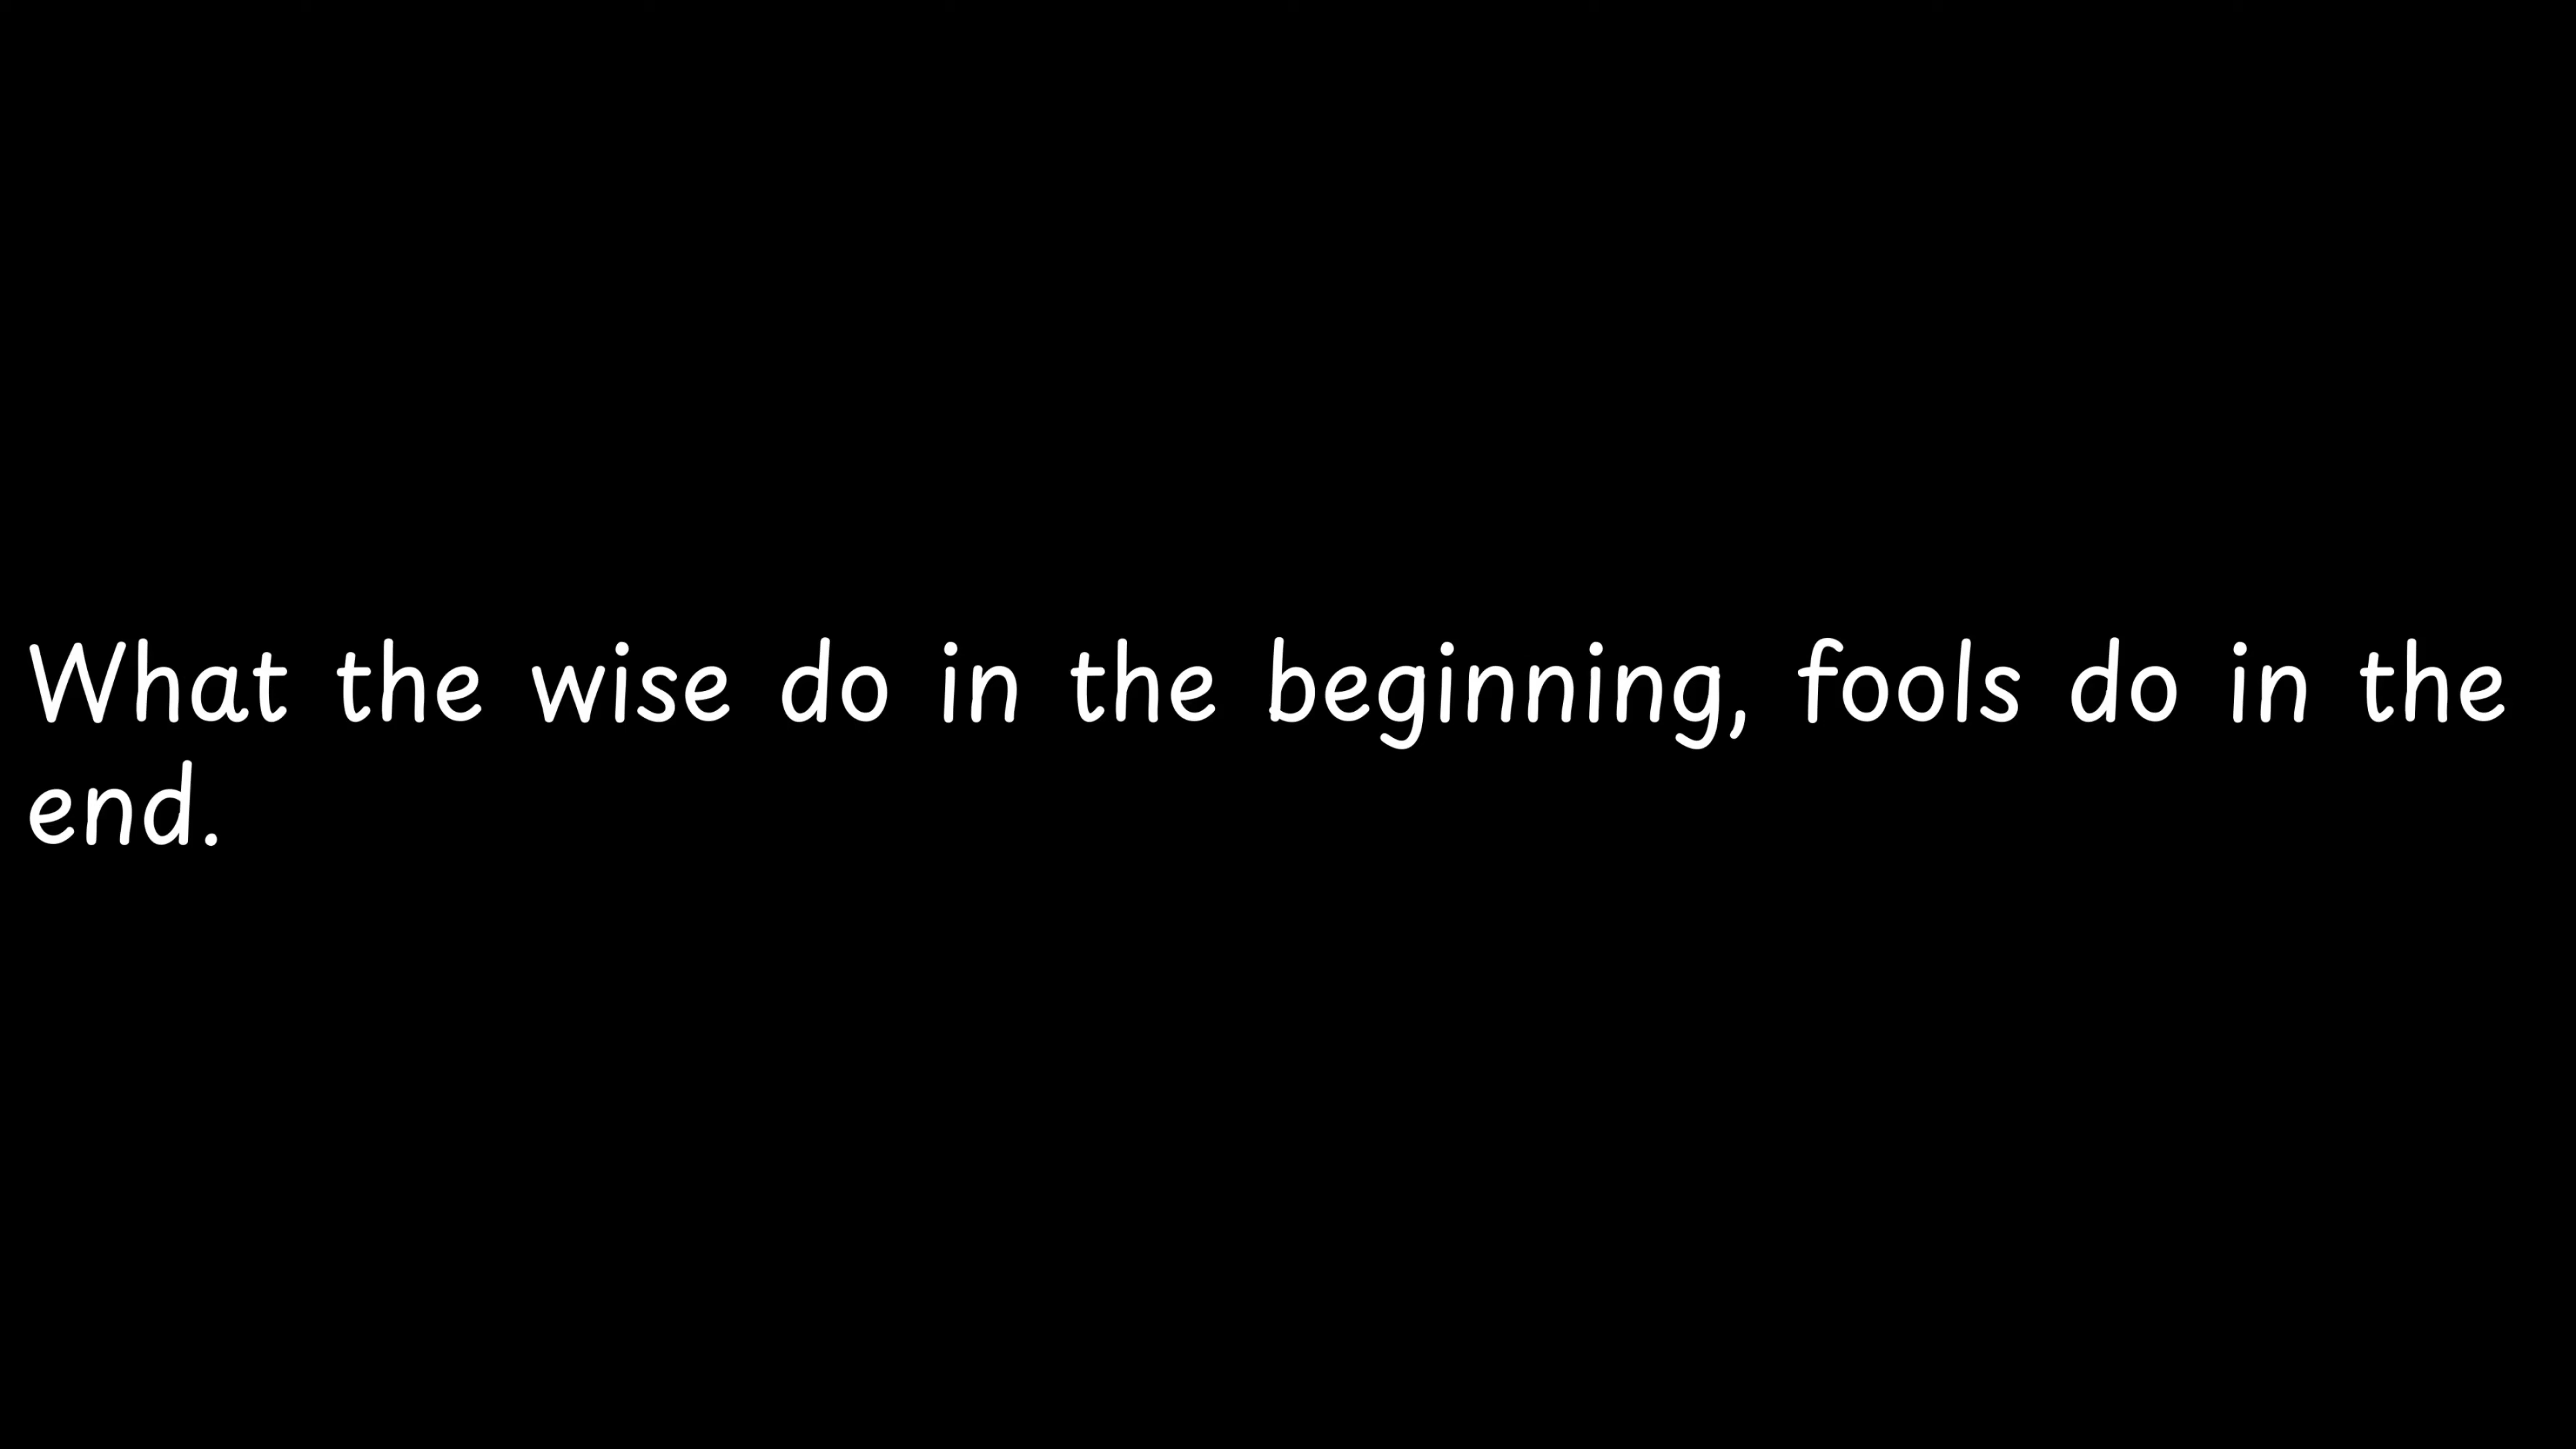 What the wise do in the beginning, fools do in the
end.